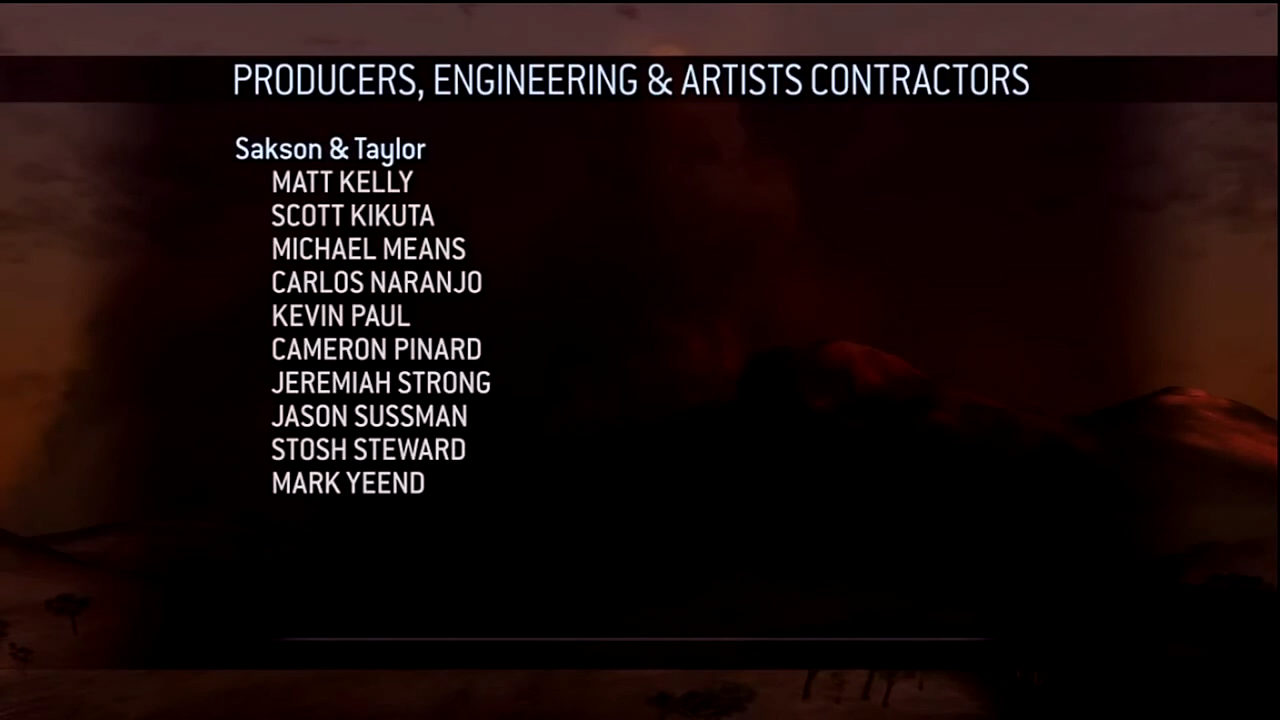 PRODUCERS, ENGINEERING & ARTISTS CONTRACTORS
Sakson & Taylor
MATT KELLY
SCOTT KIKUTA
MICHAEL MEANS
CARLOS NARANJO
KEVIN PAUL
CAMERON PINARD
JEREMIAH STRONG
JASON SUSSMAN
STOSH STEWARD
MARK YEEND